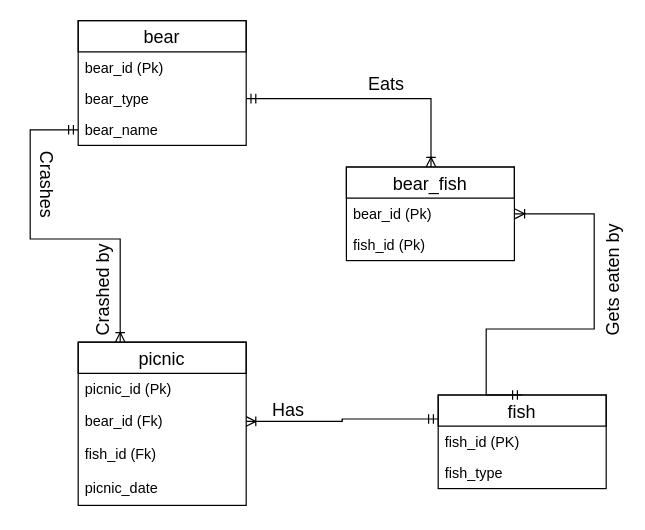 bear
bear_id (Pk)
bear_type
bear_name
Eats
Crashes
bear_fish
bear_id (Pk)
fish_id (Pk)
Gets eaten by
Crashed by
picnic
picnic_id (Pk)
bear_id (Fk)
fish_id (Fk)
picnic_date
Has
fish
fish_id (PK)
fish_type